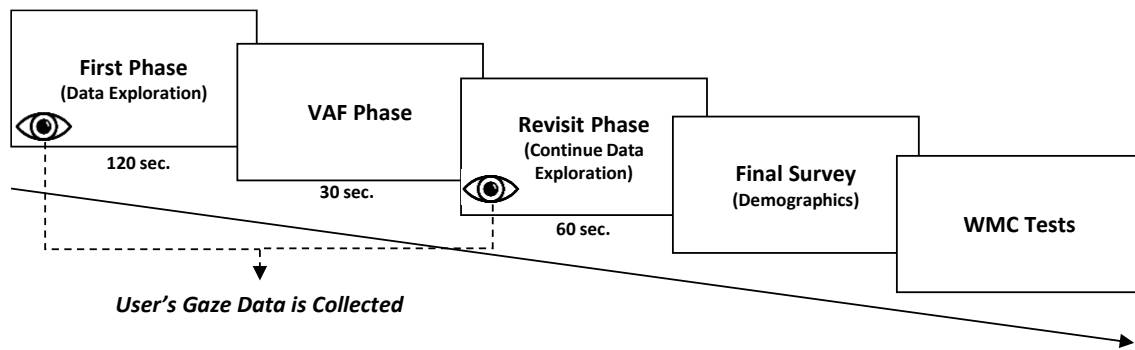 First Phase
(Data Exploration)
120 sec.
VAF Phase
30 sec.
Revisit Phase
(Continue Data
Exploration)
60 sec.
Final Survey
(Demographics)
WMC Tests
User’s Gaze Data is Collected